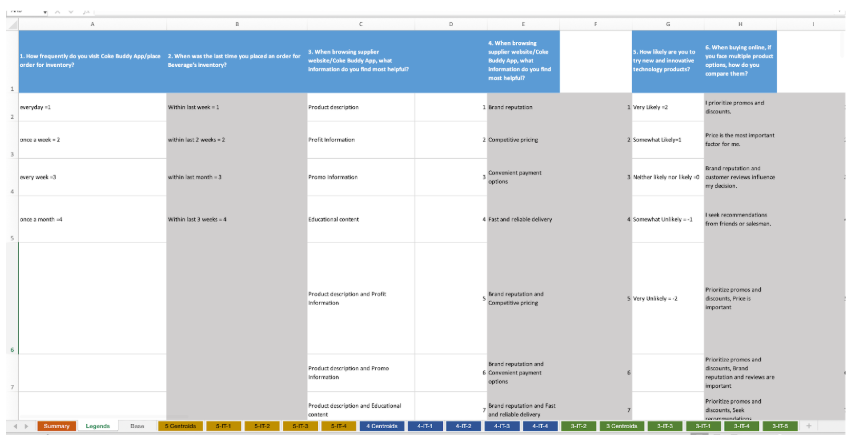 A B C D E F G H I
1. How frequently do you visit Coke Buddy App/place
order for inventory?
2. When was the last time you placed an order for
Beverage's inventory?
3. When browsing supplier
website/Coke Buddy App, what
information do you find most helpful?
4. When browsing
supplier website/Coke
Buddy App, what
information do you find
most helpful?
5. How likely are you to
try new and innovative
technology products?
6. When buying online, if
you face multiple product
options, how do you
compare them?
1
everyday =1
Within last week = 1
Product description
1 Brand reputation
1 Very Likely =2
I prioritize promos and
discounts.
2
once a week = 2
within last 2 weeks = 2
Profit Information
2 Competitive pricing
2 Somewhat Likely=1
Price is the most important
factor for me.
3
every week =3
within last month = 3
Promo Information
3 Convenient payment
options
3 Neither likely nor likely =0
Brand reputation and
customer reviews influence
my decision.
4
once a month =4
Within last 3 weeks = 4
Educational content
4 Fast and reliable delivery
4 Somewhat Unlikely = -1
I seek recommendations
from friends or salesman.
5
Product description and Profit
Information
5 Brand reputation and
Competitive pricing
5 Very Unlikely = -2
Prioritize promos and
discounts, Price is
important
6
Product description and Promo
Information
6 Brand reputation and
Convenient payment
options
6
Prioritize promos and
discounts, Brand
reputation and reviews are
important
7
Product description and Educational
content
7 Brand reputation and Fast
and reliable delivery
7
Prioritize promos and
discounts, Seek
recommendations
Summary Legends Base 5 Centroids 5-IT-1 5-IT-2 5-IT-3 5-IT-4 4 Centroids 4-IT-1 4-IT-2 4-IT-3 4-IT-4 3-IT-2 3 Centroids 3-IT-3 3-IT-1 3-IT-4 3-IT-5